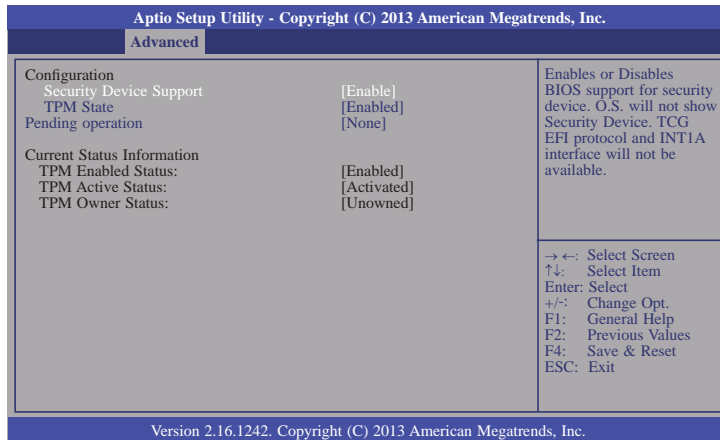 Aptio Setup Utility - Copyright (C) 2013 American Megatrends, Inc.
Advanced
Configuration
Security Device Support [Enable]
TPM State [Enabled]
Pending operation [None]
Current Status Information
TPM Enabled Status: [Enabled]
TPM Active Status: [Activated]
TPM Owner Status: [Unowned]
Enables or Disables
BIOS support for security
device. O.S. will not show
Security Device. TCG
EFI protocol and INT1A
interface will not be
available.
→ ←: Select Screen
↑↓: Select Item
Enter: Select
+/-: Change Opt.
F1: General Help
F2: Previous Values
F4: Save & Reset
ESC: Exit
Version 2.16.1242. Copyright (C) 2013 American Megatrends, Inc.